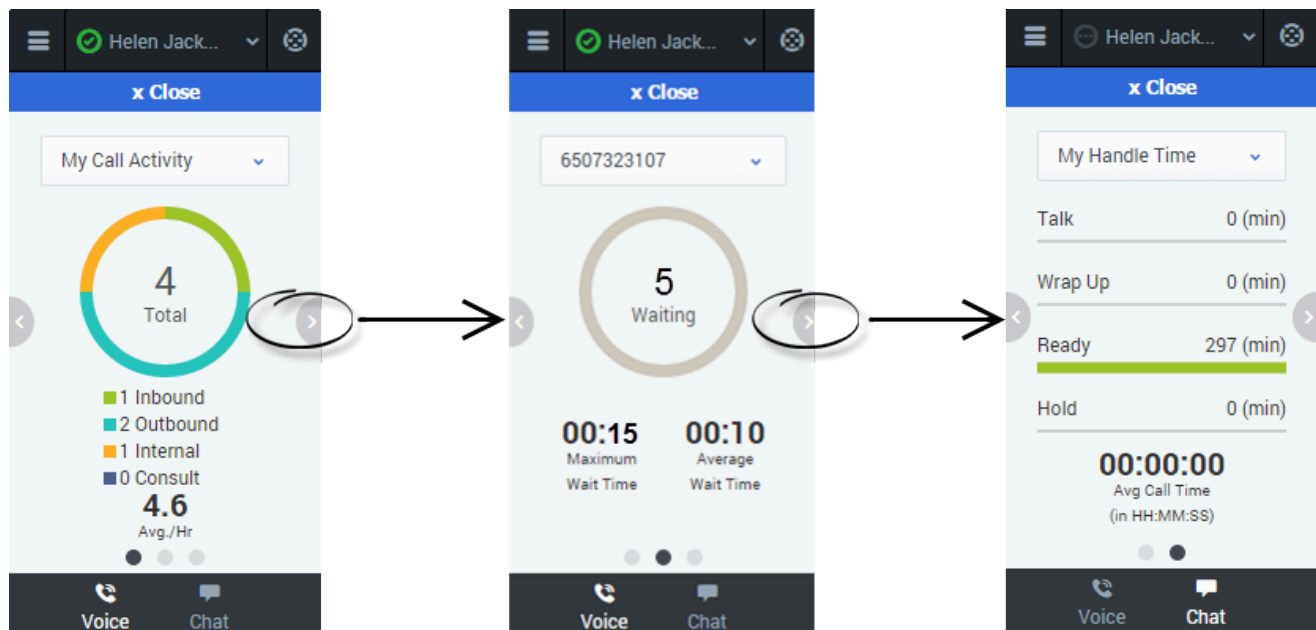 Helen Jack...
x Close
My Call Activity
4
Total
1 Inbound
2 Outbound
1 Internal
0 Consult
4.6
Avg./Hr
Voice Chat
Helen Jack...
x Close
6507323107
5
Waiting
00:15 00:10
Maximum Average
Wait Time Wait Time
Voice Chat
Helen Jack...
x Close
My Handle Time
Talk 0 (min)
Wrap Up 0 (min)
Ready 297 (min)
Hold 0 (min)
00:00:00
Avg Call Time
(in HH:MM:SS)
Voice Chat